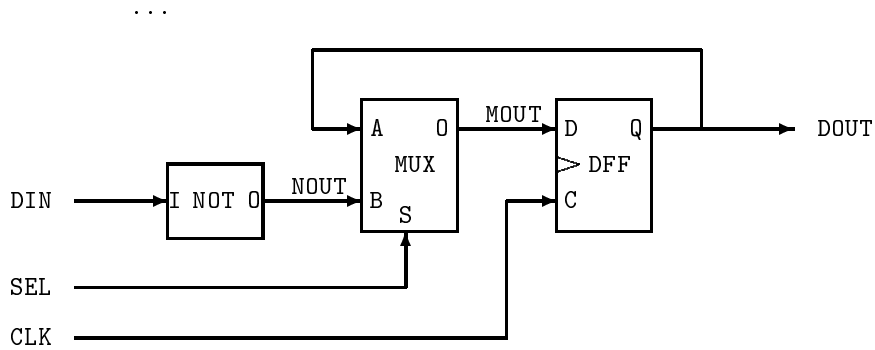 ...
A O MOUT D Q DOUT
MUX DFF
DIN I NOT O NOUT B C
S
SEL
CLK